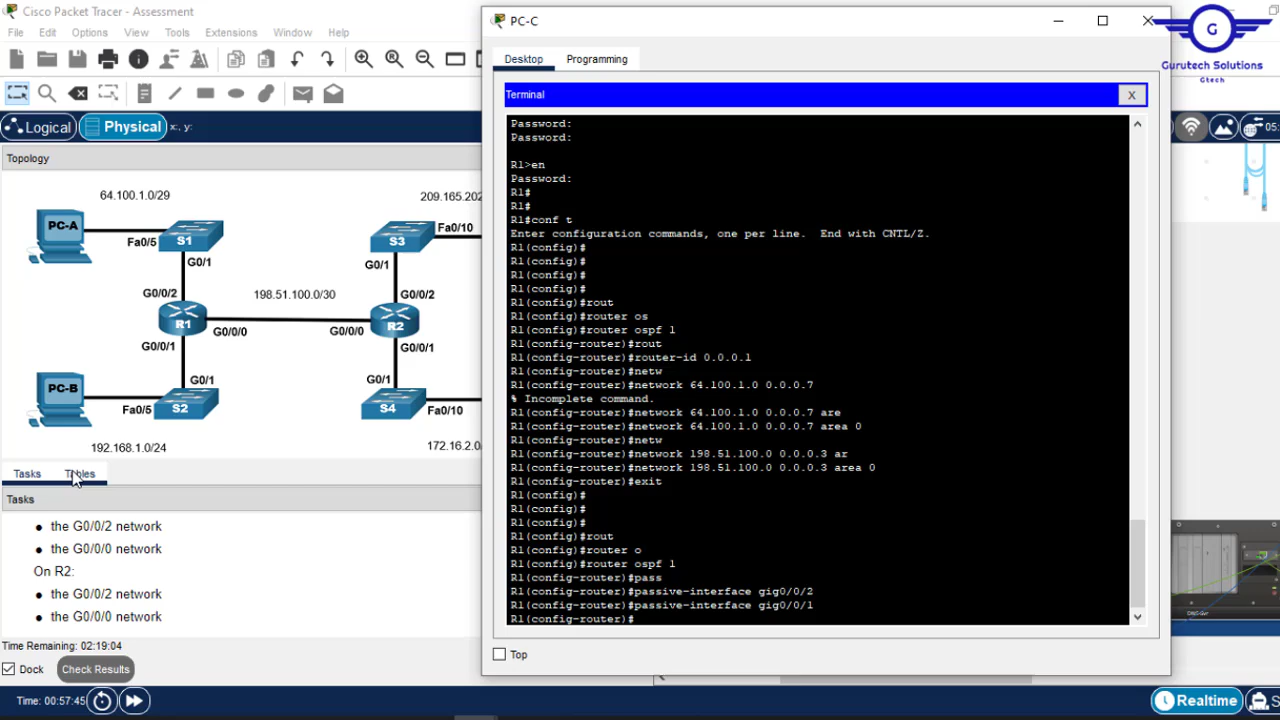 Cisco Packet Tracer - Assessment
File Edit Options View Tools Extensions Window Help
Logical Physical x:, y:
Topology
64.100.1.0/29
209.165.202
PC-A
Fa0/5
S1
G0/1
S3
Fa0/10
G0/1
G0/0/2
198.51.100.0/30
G0/0/2
R1
G0/0/0
G0/0/0
R2
G0/0/1
G0/0/1
PC-B
G0/1
G0/1
Fa0/5
S2
S4
Fa0/10
192.168.1.0/24
172.16.2.0
Tasks Tables
Tasks
• the G0/0/2 network
• the G0/0/0 network
On R2:
• the G0/0/2 network
• the G0/0/0 network
Time Remaining: 02:19:04
Dock Check Results
Time: 00:57:45
PC-C
Desktop Programming
Terminal X
Password:
Password:
R1>en
Password:
R1#
R1#
R1#conf t
Enter configuration commands, one per line. End with CNTL/Z.
R1(config)#
R1(config)#
R1(config)#
R1(config)#
R1(config)#rout
R1(config)#router os
R1(config)#router ospf 1
R1(config-router)#rout
R1(config-router)#router-id 0.0.0.1
R1(config-router)#netw
R1(config-router)#network 64.100.1.0 0.0.0.7
% Incomplete command.
R1(config-router)#network 64.100.1.0 0.0.0.7 are
R1(config-router)#network 64.100.1.0 0.0.0.7 area 0
R1(config-router)#netw
R1(config-router)#network 198.51.100.0 0.0.0.3 ar
R1(config-router)#network 198.51.100.0 0.0.0.3 area 0
R1(config-router)#exit
R1(config)#
R1(config)#
R1(config)#
R1(config)#rout
R1(config)#router o
R1(config)#router ospf 1
R1(config-router)#pass
R1(config-router)#passive-interface gig0/0/2
R1(config-router)#passive-interface gig0/0/1
R1(config-router)#
Top
G
Gurutech Solutions
Gtech
05:
Realtime S